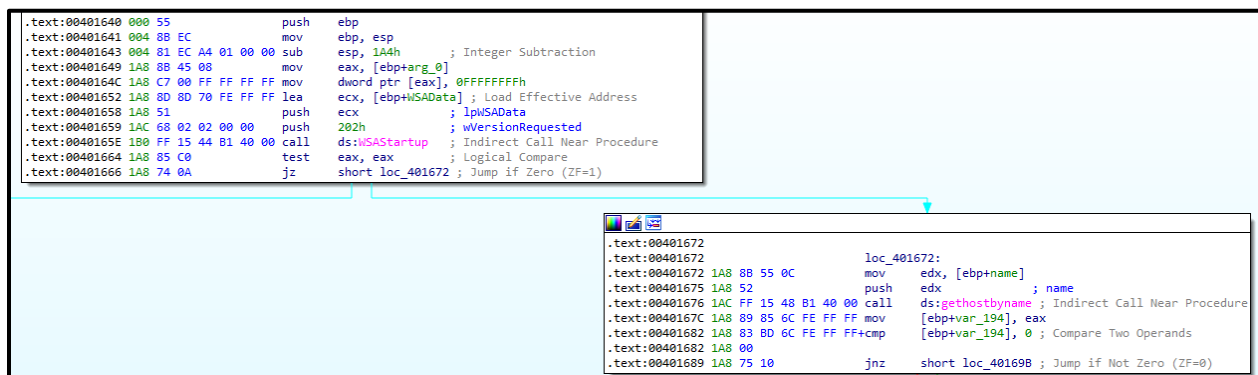 .text:00401640 000 55                push    ebp
.text:00401641 004 8B EC             mov     ebp, esp
.text:00401643 004 81 EC A4 01 00 00 sub     esp, 1A4h       ; Integer Subtraction
.text:00401649 1A8 8B 45 08          mov     eax, [ebp+arg_0]
.text:0040164C 1A8 C7 00 FF FF FF FF mov     dword ptr [eax], 0FFFFFFFFh
.text:00401652 1A8 8D 8D 70 FE FF FF lea     ecx, [ebp+WSAData] ; Load Effective Address
.text:00401658 1A8 51                push    ecx             ; lpWSAData
.text:00401659 1AC 68 02 02 00 00    push    202h            ; wVersionRequested
.text:0040165E 1B0 FF 15 44 B1 40 00 call    ds:WSAStartup   ; Indirect Call Near Procedure
.text:00401664 1A8 85 C0             test    eax, eax        ; Logical Compare
.text:00401666 1A8 74 0A             jz      short loc_401672 ; Jump if Zero (ZF=1)
.text:00401672
.text:00401672                       loc_401672:
.text:00401672 1A8 8B 55 0C          mov     edx, [ebp+name]
.text:00401675 1A8 52                push    edx             ; name
.text:00401676 1AC FF 15 48 B1 40 00 call    ds:gethostbyname ; Indirect Call Near Procedure
.text:0040167C 1A8 89 85 6C FE FF FF mov     [ebp+var_194], eax
.text:00401682 1A8 83 BD 6C FE FF FF+cmp     [ebp+var_194], 0 ; Compare Two Operands
.text:00401682 1A8 00
.text:00401689 1A8 75 10             jnz     short loc_40169B ; Jump if Not Zero (ZF=0)